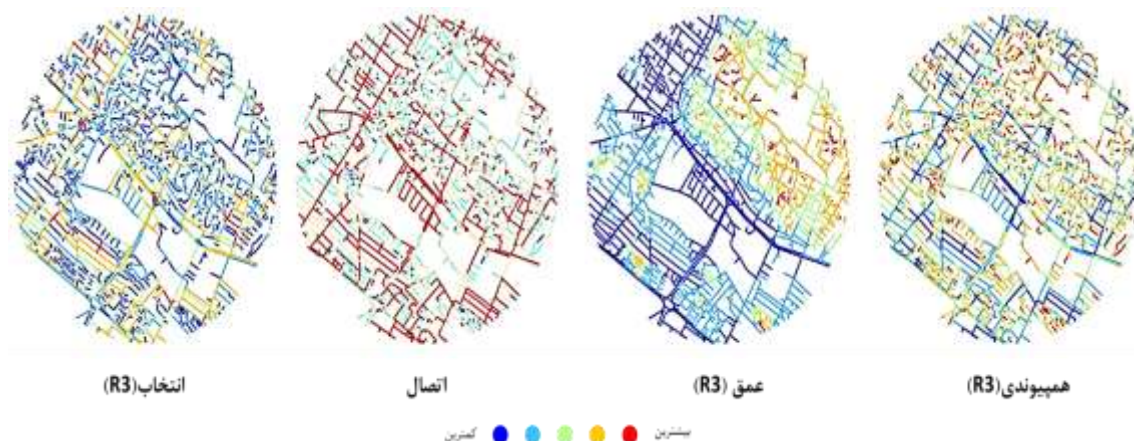 همپیوندی(R3)
عمق (R3)
اتصال
انتخاب(R3)
بیشترین
کمترین